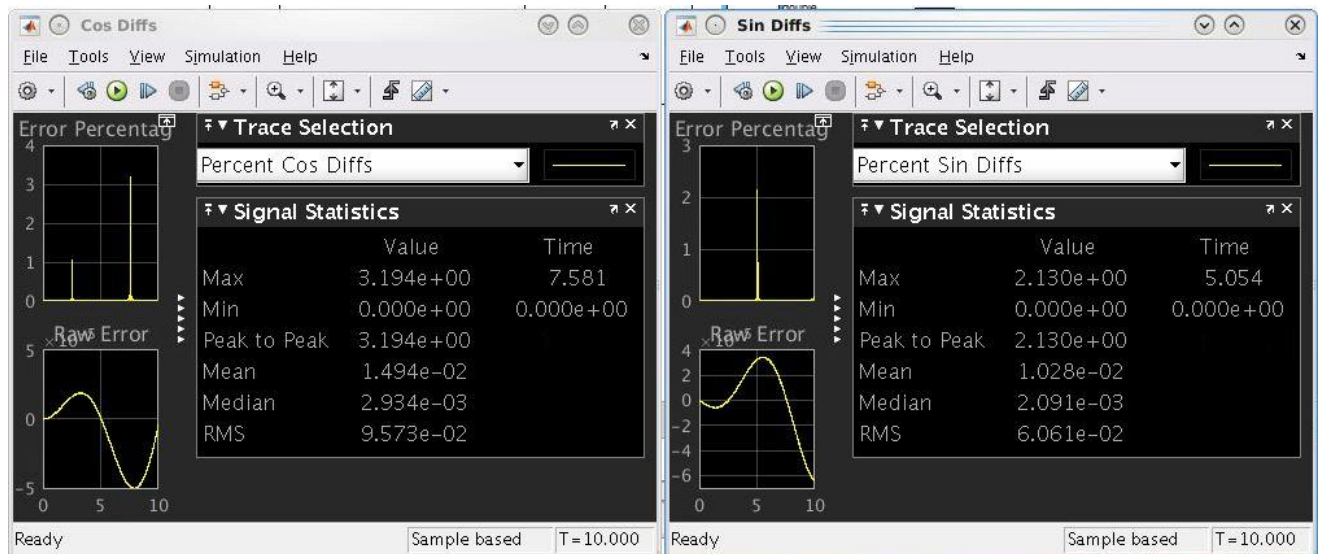 Cos Diffs
File Tools View Simulation Help
Error Percentag
4
3
2
1
0
Raw Error
5
0
-5
0 5 10
Trace Selection
Percent Cos Diffs
Signal Statistics
Value Time
Max 3.194e+00 7.581
Min 0.000e+00 0.000e+00
Peak to Peak 3.194e+00
Mean 1.494e-02
Median 2.934e-03
RMS 9.573e-02
Ready Sample based T=10.000
Sin Diffs
File Tools View Simulation Help
Error Percentag
3
2
1
0
Raw Error
4
2
0
-2
-4
-6
0 5 10
Trace Selection
Percent Sin Diffs
Signal Statistics
Value Time
Max 2.130e+00 5.054
Min 0.000e+00 0.000e+00
Peak to Peak 2.130e+00
Mean 1.028e-02
Median 2.091e-03
RMS 6.061e-02
Ready Sample based T=10.000